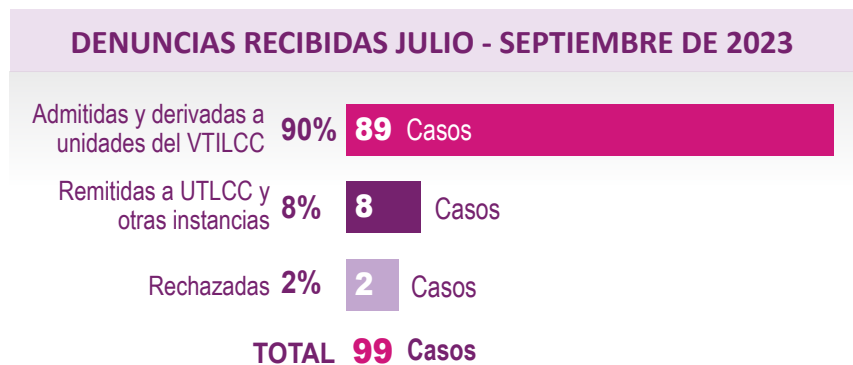 DENUNCIAS RECIBIDAS JULIO - SEPTIEMBRE DE 2023
Admitidas y derivadas a
unidades del VTILCC
90% 89 Casos
Remitidas a UTLCC y
otras instancias
8% 8 Casos
Rechazadas 2% 2 Casos
TOTAL 99 Casos